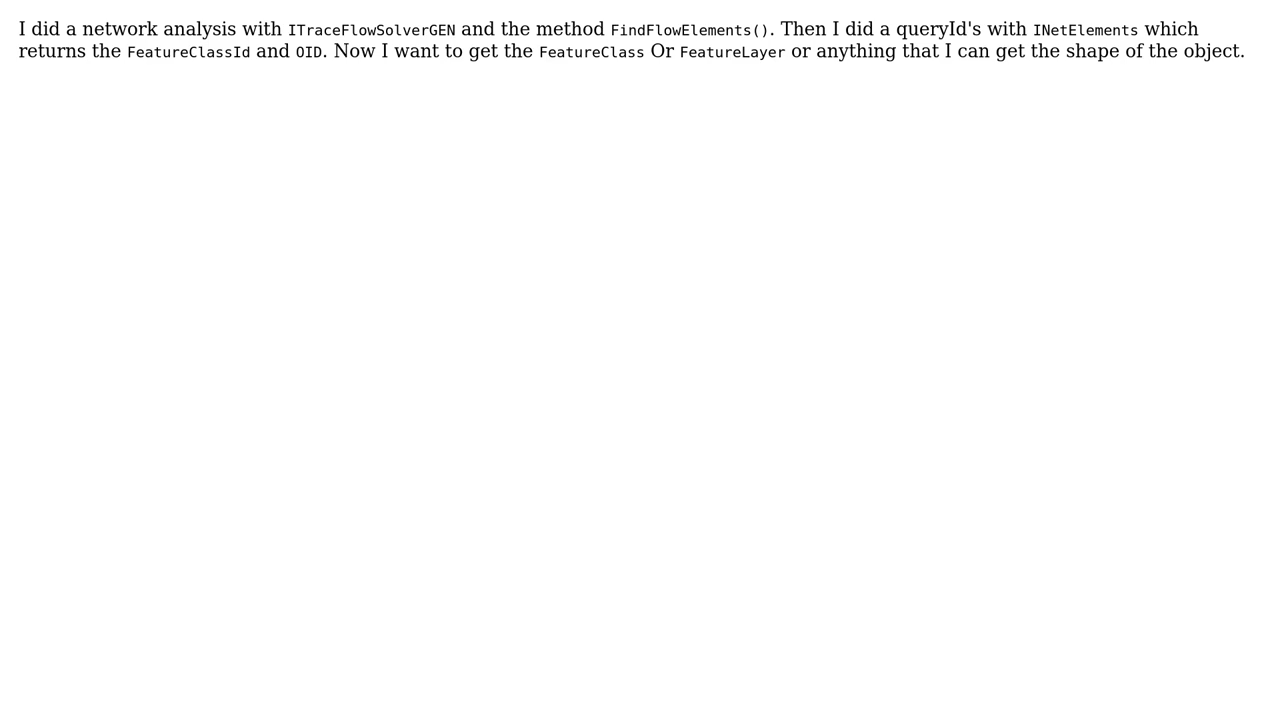 I did a network analysis with ITraceFlowSolverGEN and the method FindFlowElements(). Then I did a queryId's with INetElements which
returns the FeatureClassId and OID. Now I want to get the FeatureClass Or FeatureLayer or anything that I can get the shape of the object.